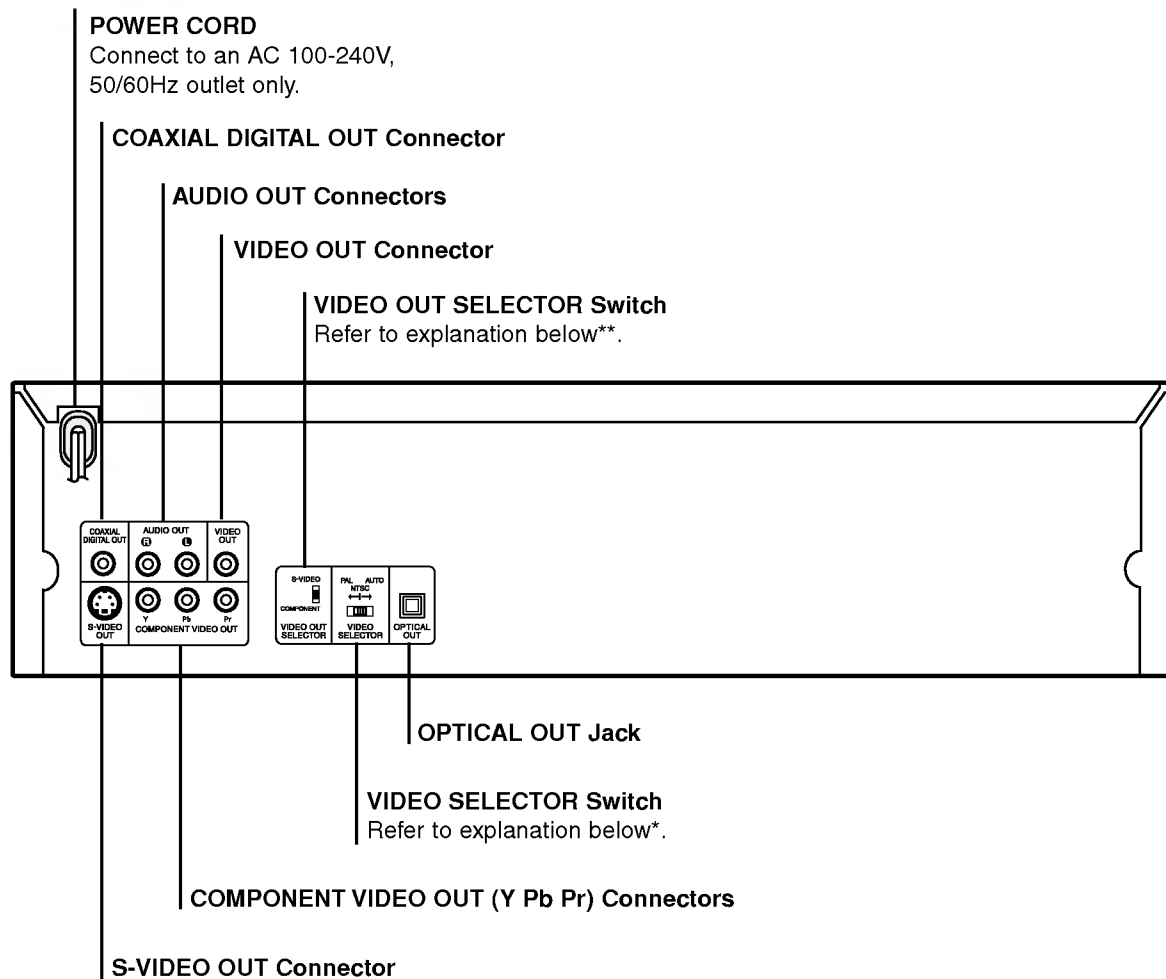 POWER CORD
Connect to an AC 100-240V,
50/60Hz outlet only.
COAXIAL DIGITAL OUT Connector
AUDIO OUT Connectors
VIDEO OUT Connector
VIDEO OUT SELECTOR Switch
Refer to explanation below**.
COAXIAL
DIGITAL OUT
AUDIO OUT
R L
VIDEO
OUT
S-VIDEO
OUT
Y Pb Pr
COMPONENT VIDEO OUT
S-VIDEO
COMPONENT
VIDEO OUT
SELECTOR
PAL AUTO
NTSC
VIDEO
SELECTOR
OPTICAL
OUT
OPTICAL OUT Jack
VIDEO SELECTOR Switch
Refer to explanation below*.
COMPONENT VIDEO OUT (Y Pb Pr) Connectors
S-VIDEO OUT Connector